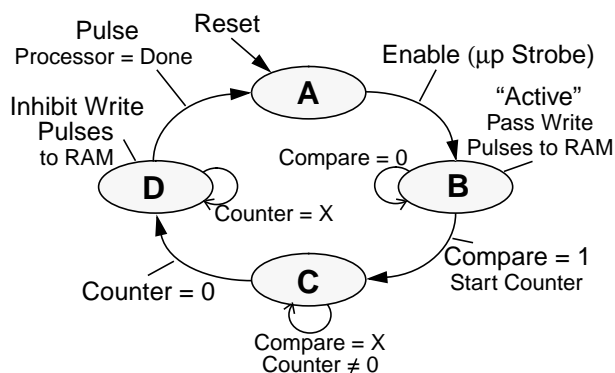 Pulse
Processor = Done
Reset
Enable (µp Strobe)
A
Inhibit Write
Pulses
to RAM
"Active"
Pass Write
Pulses to RAM
Compare = 0
D
B
Counter = X
Compare = 1
Start Counter
C
Counter = 0
Compare = X
Counter ≠ 0